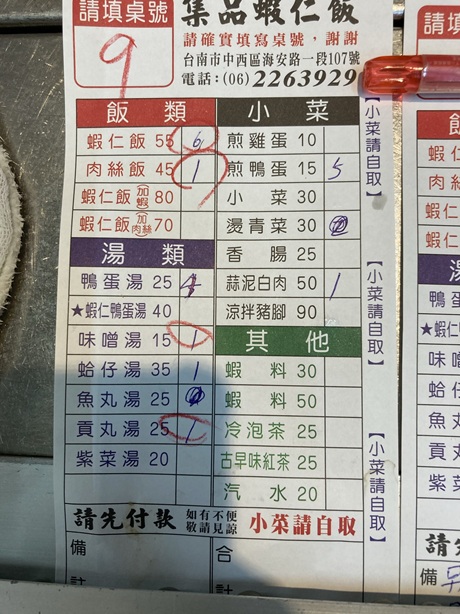 請填桌號
9
集品蝦仁飯
請確實填寫桌號，謝謝
台南市中西區海安路一段107號
電話：(06)2263929
飯類
蝦仁飯 55 6
肉絲飯 45 1
蝦仁飯(加蝦) 80
蝦仁飯(加肉絲) 70
湯類
鴨蛋湯 25
★蝦仁鴨蛋湯 40
味噌湯 15 1
蛤仔湯 35 1
魚丸湯 25
貢丸湯 25 1
紫菜湯 20
小菜
煎雞蛋 10
煎鴨蛋 15 5
小菜 30
燙青菜 30
香腸 25
蒜泥白肉 50 1
涼拌豬腳 90
其他
蝦料 30
蝦料 50
冷泡茶 25
古早味紅茶 25
汽水 20
【小菜請自取】
【小菜請自取】
【小菜請自取】
請先付款 如有不便敬請見諒 小菜請自取
備註
合計
請填
飯
蝦仁
肉絲
蝦仁飯
蝦仁飯
湯
鴨蛋
★蝦仁鴨
味噌
蛤仔
魚丸
貢丸
紫菜
請先
備